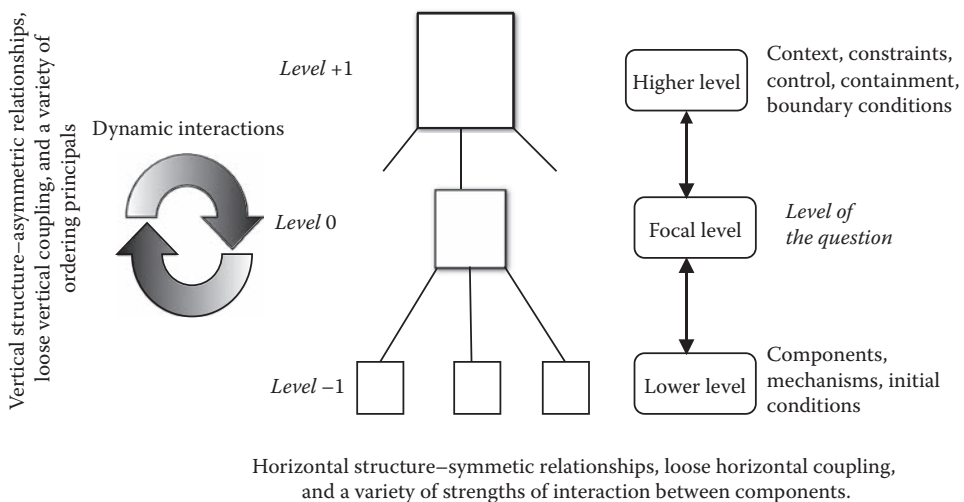 Vertical structure–asymmetric relationships,
loose vertical coupling, and a variety of
ordering principals
Dynamic interactions
Level +1
Level 0
Level –1
Higher level
Context, constraints,
control, containment,
boundary conditions
Focal level
Level of
the question
Lower level
Components,
mechanisms, initial
conditions
Horizontal structure–symmetic relationships, loose horizontal coupling,
and a variety of strengths of interaction between components.